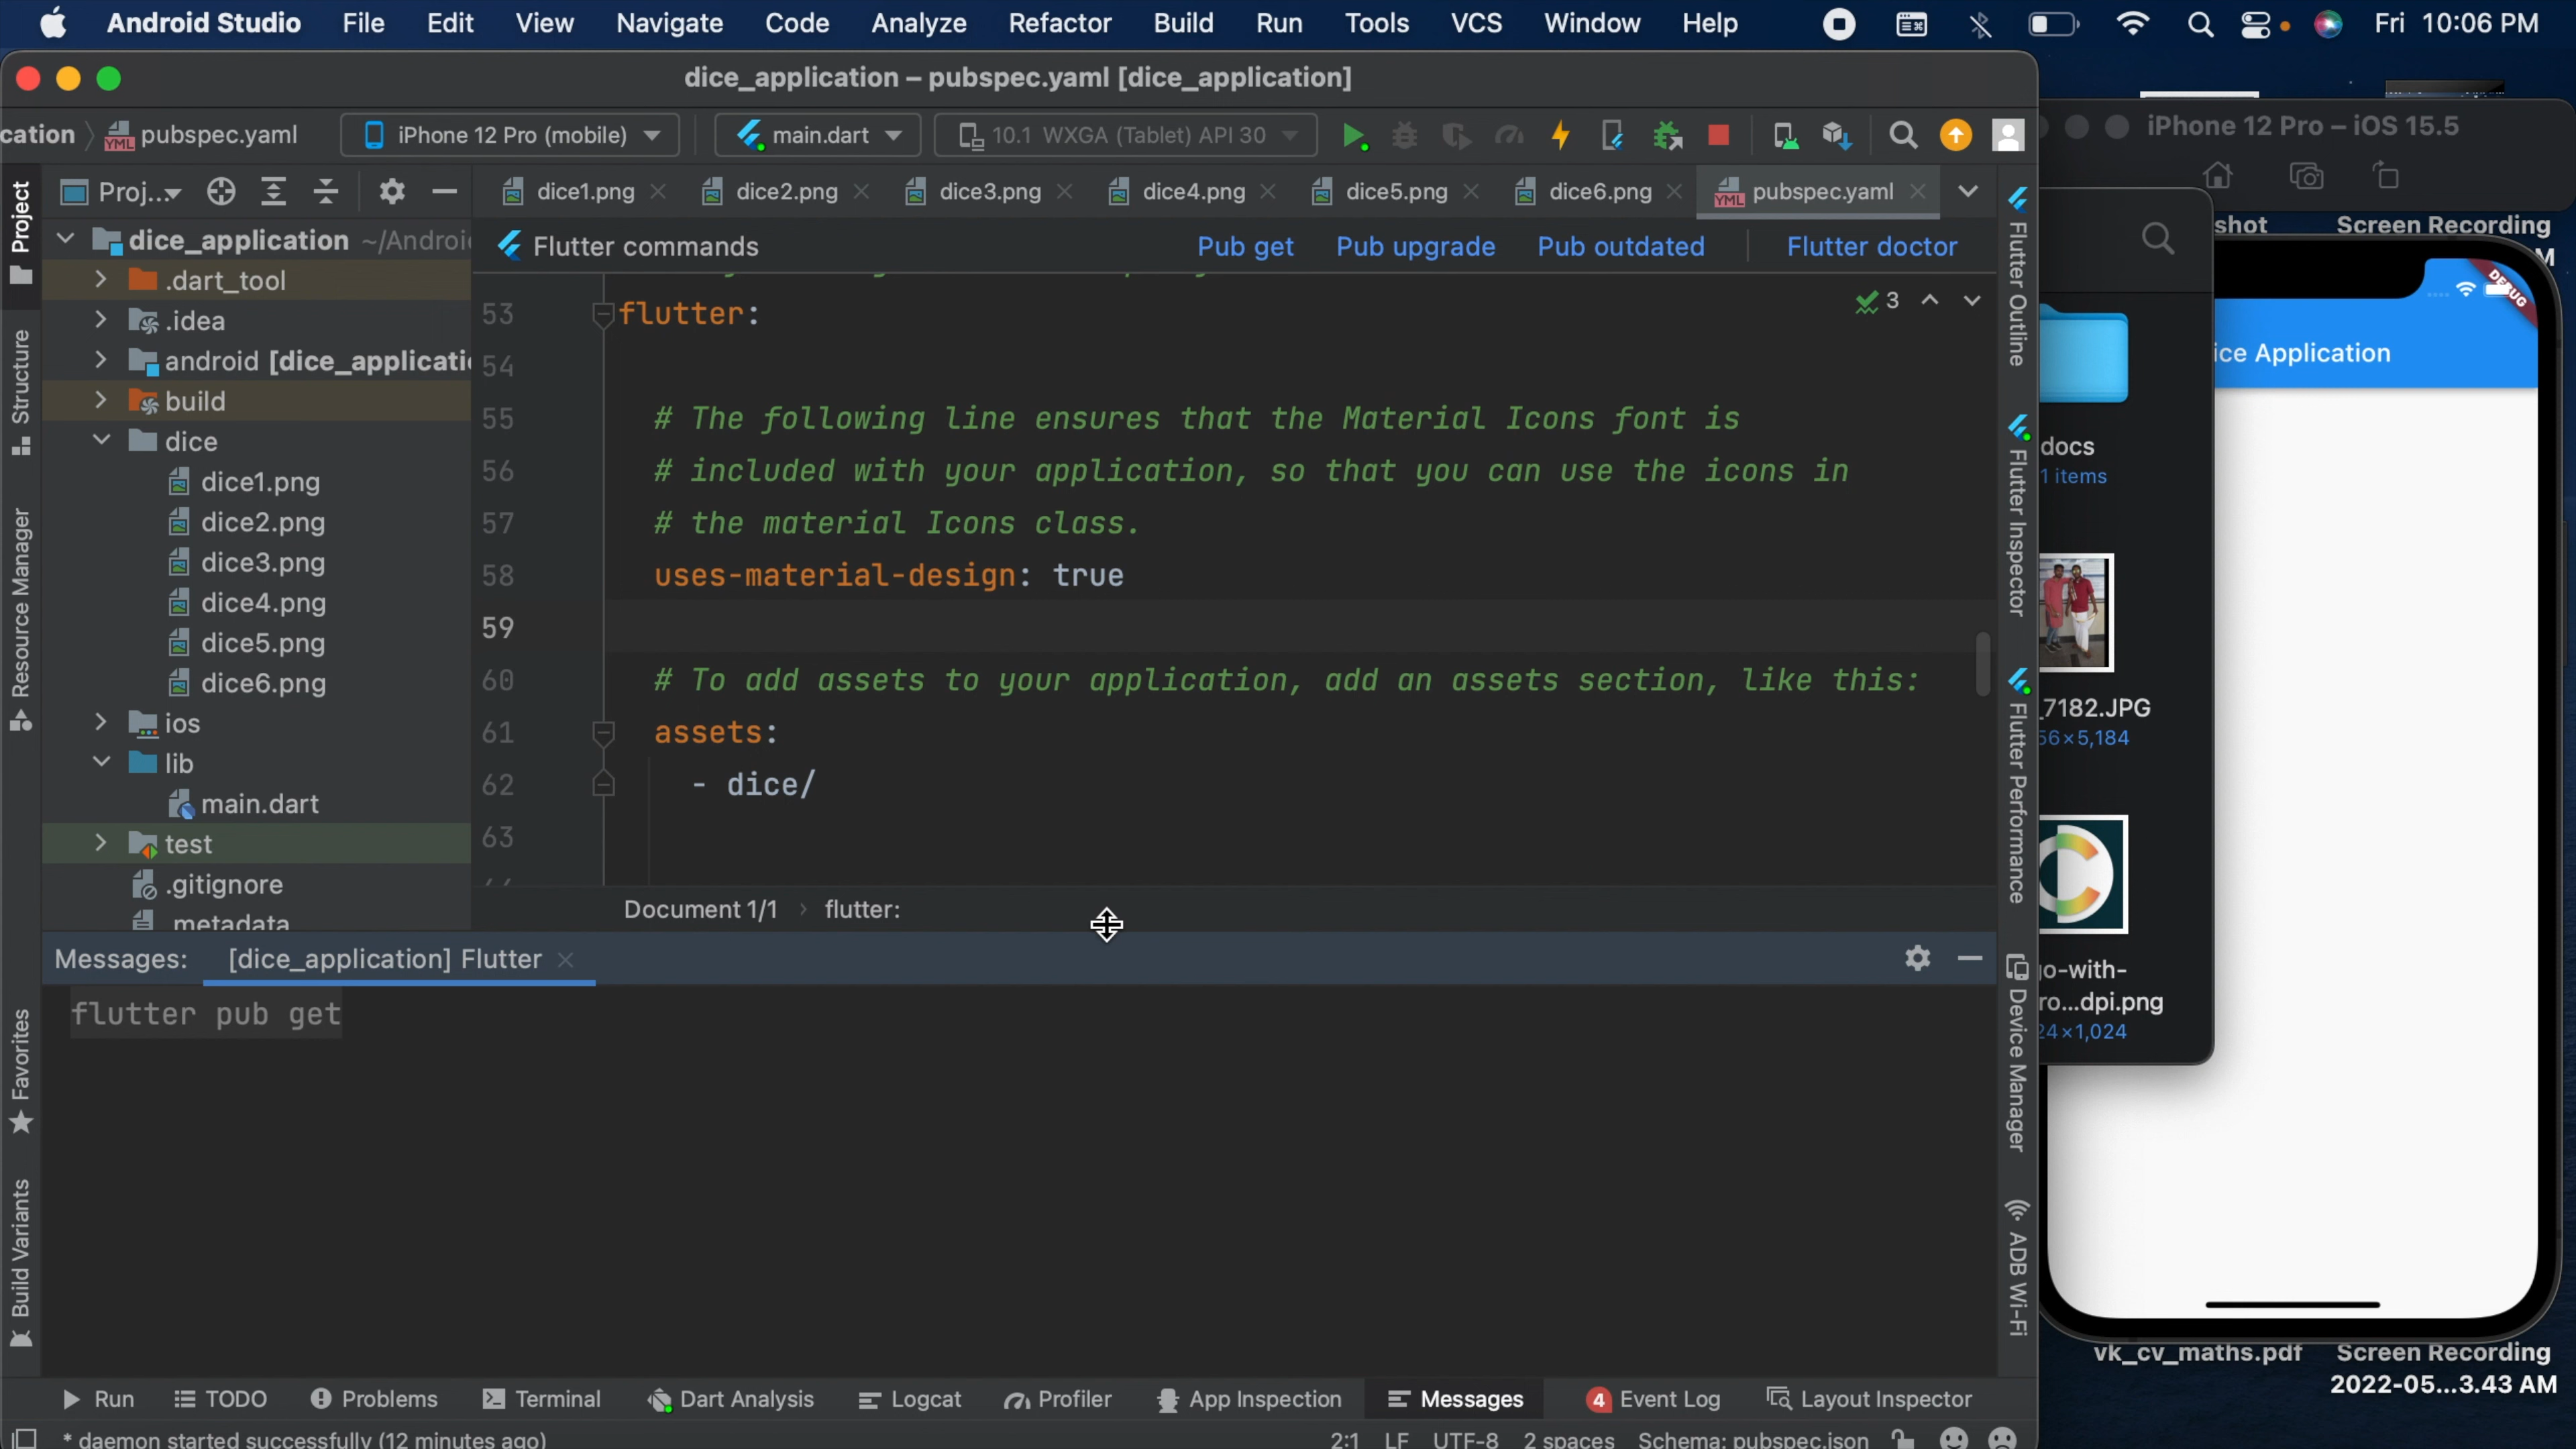 Android Studio File Edit View Navigate Code Analyze Refactor Build Run Tools VCS Window Help Fri 10:06 PM
dice_application – pubspec.yaml [dice_application]
cation pubspec.yaml iPhone 12 Pro (mobile) main.dart 10.1 WXGA (Tablet) API 30
iPhone 12 Pro – iOS 15.5
Proj... dice1.png dice2.png dice3.png dice4.png dice5.png dice6.png pubspec.yaml
Flutter commands Pub get Pub upgrade Pub outdated Flutter doctor
dice_application ~/Androi
.dart_tool
.idea
android [dice_applicati
build
dice
dice1.png
dice2.png
dice3.png
dice4.png
dice5.png
dice6.png
ios
lib
main.dart
test
.gitignore
metadata
53 flutter:
54
55 # The following line ensures that the Material Icons font is
56 # included with your application, so that you can use the icons in
57 # the material Icons class.
58 uses-material-design: true
59
60 # To add assets to your application, add an assets section, like this:
61 assets:
62 - dice/
63
3
Document 1/1 flutter:
Messages: [dice_application] Flutter
flutter pub get
Run TODO Problems Terminal Dart Analysis Logcat Profiler App Inspection Messages 4 Event Log Layout Inspector
* daemon started successfully (12 minutes ago) 2:1 LF UTF-8 2 spaces Schema: pubspec.json
Project
Structure
Resource Manager
Favorites
Build Variants
Flutter Outline
Flutter Inspector
Flutter Performance
Device Manager
ADB Wi-Fi
shot
Screen Recording
M
DEBUG
ice Application
docs
1 items
_7182.JPG
56×5,184
go-with-
ro...dpi.png
24×1,024
vk_cv_maths.pdf
Screen Recording
2022-05...3.43 AM